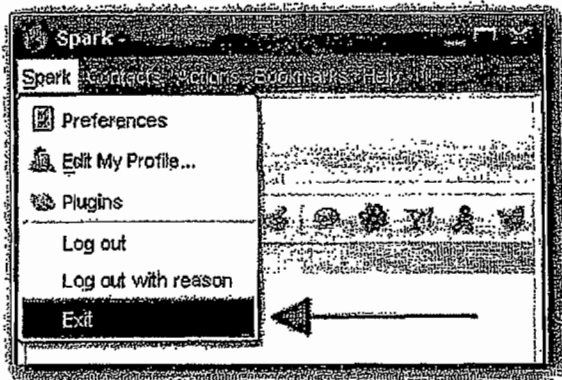 Spark -
Spark Contacts Actions Bookmarks Help
Preferences
Edit My Profile...
Plugins
Log out
Log out with reason
Exit